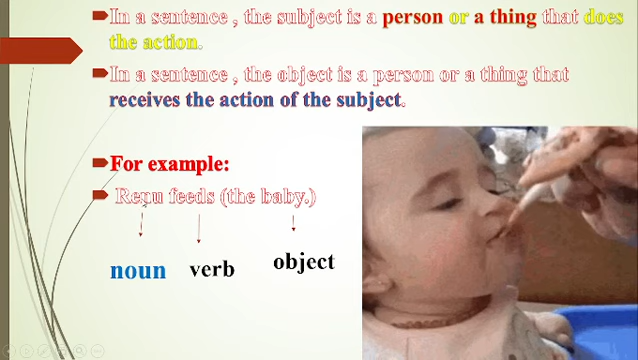 In a sentence , the subject is a person or a thing that does
the action.
In a sentence , the object is a person or a thing that
receives the action of the subject.
For example:
Renu feeds (the baby.)
noun verb object